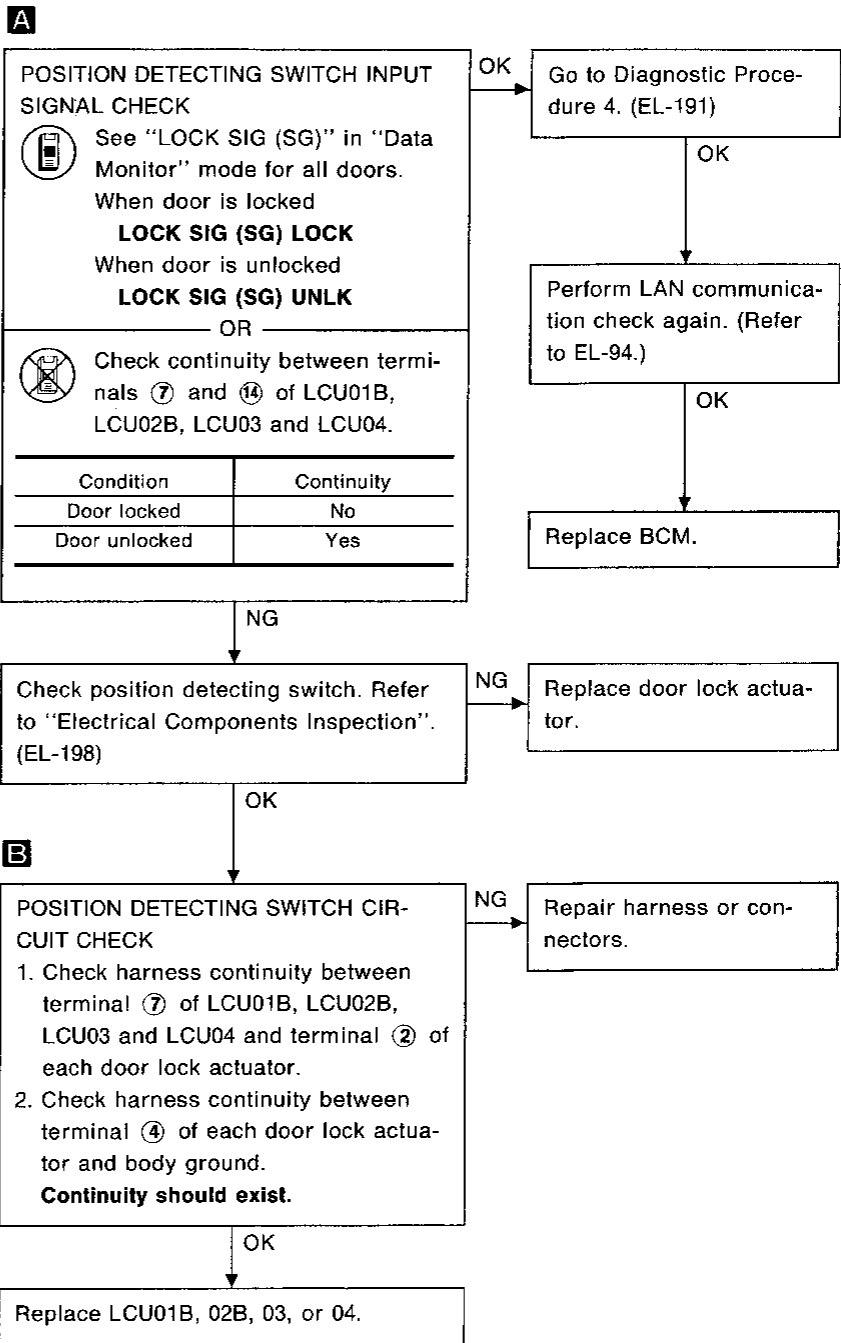 A
POSITION DETECTING SWITCH INPUT
SIGNAL CHECK
See "LOCK SIG (SG)" in "Data
Monitor" mode for all doors.
When door is locked
LOCK SIG (SG) LOCK
When door is unlocked
LOCK SIG (SG) UNLK
OR
Check continuity between termi-
nals ⑦ and ⑭ of LCU01B,
LCU02B, LCU03 and LCU04.
Condition Continuity
Door locked No
Door unlocked Yes
OK
Go to Diagnostic Proce-
dure 4. (EL-191)
OK
Perform LAN communica-
tion check again. (Refer
to EL-94.)
OK
Replace BCM.
NG
Check position detecting switch. Refer
to "Electrical Components Inspection".
(EL-198)
NG
Replace door lock actua-
tor.
OK
B
POSITION DETECTING SWITCH CIR-
CUIT CHECK
1. Check harness continuity between
terminal ⑦ of LCU01B, LCU02B,
LCU03 and LCU04 and terminal ② of
each door lock actuator.
2. Check harness continuity between
terminal ④ of each door lock actua-
tor and body ground.
Continuity should exist.
NG
Repair harness or con-
nectors.
OK
Replace LCU01B, 02B, 03, or 04.